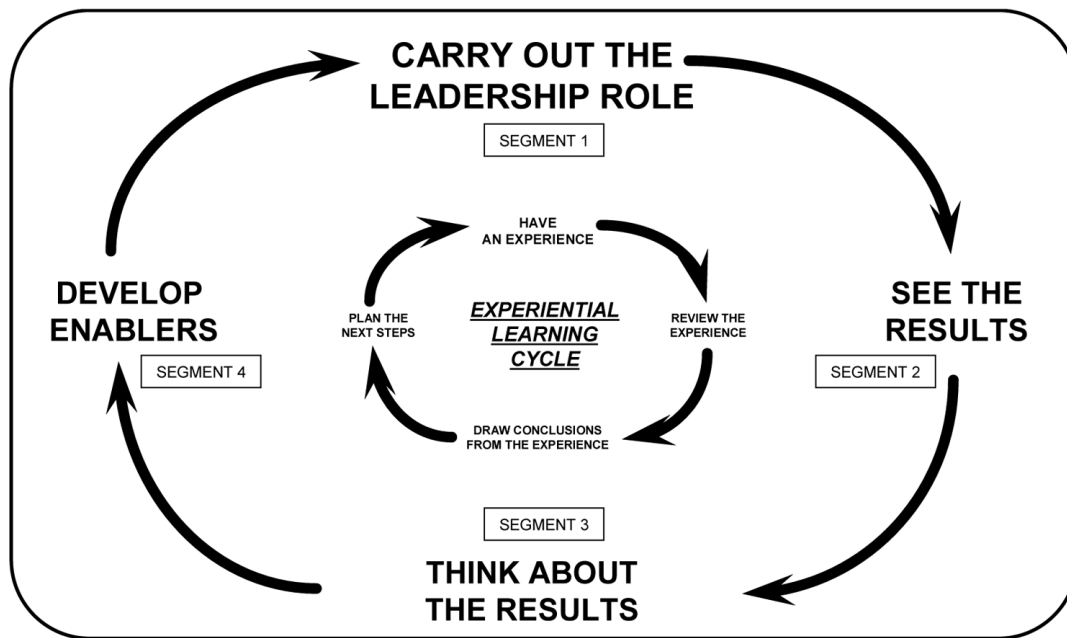 CARRY OUT THE
LEADERSHIP ROLE
SEGMENT 1
HAVE
AN EXPERIENCE
DEVELOP
ENABLERS
SEGMENT 4
PLAN THE
NEXT STEPS
EXPERIENTIAL
LEARNING
CYCLE
REVIEW THE
EXPERIENCE
SEE THE
RESULTS
SEGMENT 2
DRAW CONCLUSIONS
FROM THE EXPERIENCE
SEGMENT 3
THINK ABOUT
THE RESULTS